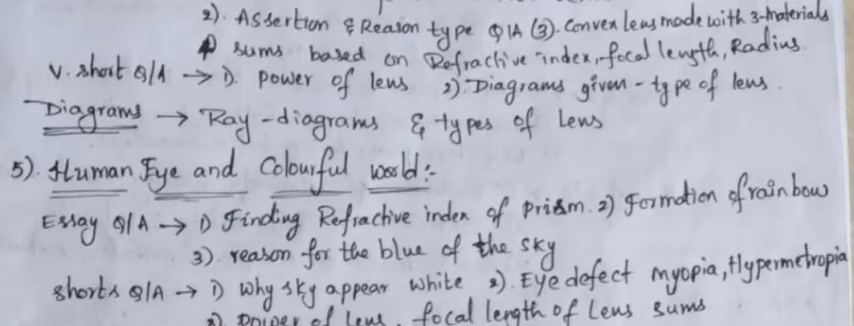 2). Assertion & Reason type Q/A (3). Convex lens made with 3-materials
sums based on Refractive index, focal length, Radius.
V. short Q/A → 1). power of lens 2). Diagrams given - type of lens.
Diagrams → Ray-diagrams & types of Lens
5). Human Eye and Colourful world:-
Essay Q/A → 1) Finding Refractive index of prism. 2) Formation of rainbow
3) reason for the blue of the sky
shorts Q/A → 1) Why sky appear white 2). Eye defect myopia, Hypermetropia
3) Power of Lens, focal length of Lens sums